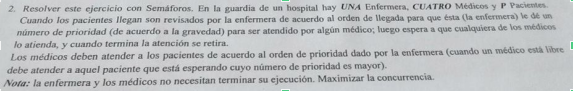 2. Resolver este ejercicio con Semáforos. En la guardia de un hospital hay UNA Enfermera, CUATRO Médicos y P Pacientes.
Cuando los pacientes llegan son revisados por la enfermera de acuerdo al orden de llegada para que ésta (la enfermera) le dé un
número de prioridad (de acuerdo a la gravedad) para ser atendido por algún médico; luego espera a que cualquiera de los médicos
lo atienda, y cuando termina la atención se retira.
Los médicos deben atender a los pacientes de acuerdo al orden de prioridad dado por la enfermera (cuando un médico está libre
debe atender a aquel paciente que está esperando cuyo número de prioridad es mayor).
Nota: la enfermera y los médicos no necesitan terminar su ejecución. Maximizar la concurrencia.